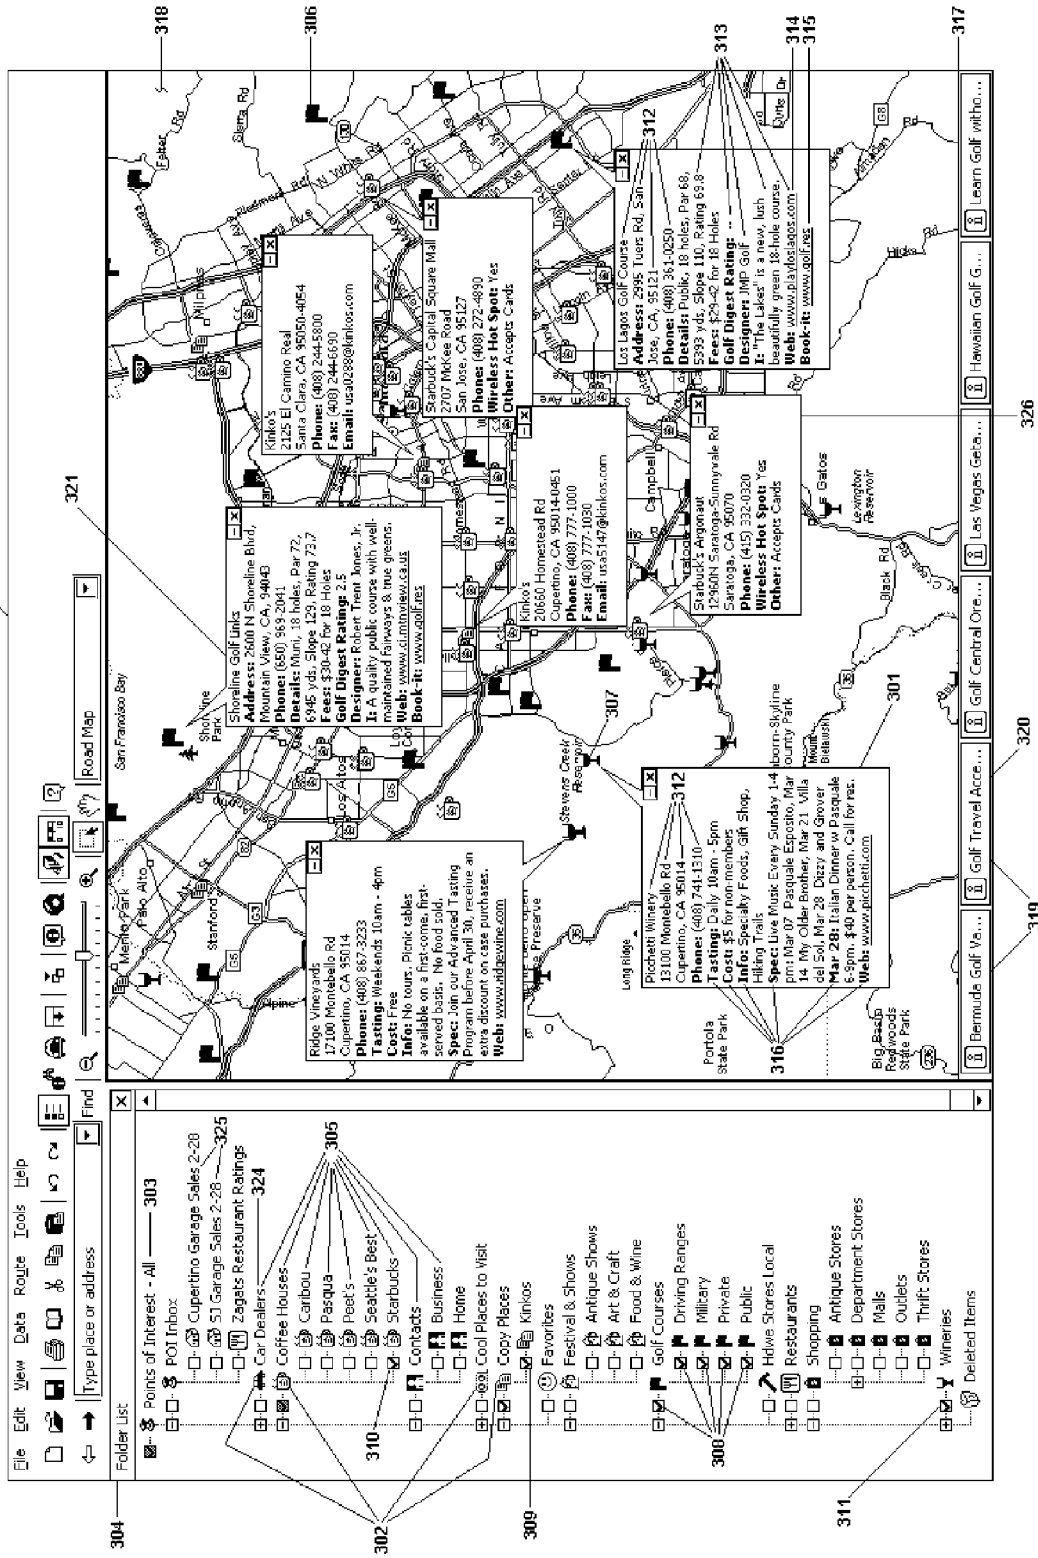 File Edit View Data Route Tools Help
Type place or address
Find
Road Map
Folder List
Points of Interest - All
POI Inbox
Cupertino Garage Sales 2-28
SJ Garage Sales 2-28
Zagats Restaurant Ratings
Car Dealers
Coffee Houses
Caribou
Pasqua
Peet's
Seattle's Best
Starbucks
Contacts
Business
Home
Cool Places to Visit
Copy Places
Kinkos
Favorites
Festival & Shows
Antique Shows
Art & Craft
Food & Wine
Golf Courses
Driving Ranges
Military
Private
Public
Hdwe Stores Local
Restaurants
Shopping
Antique Stores
Department Stores
Malls
Outlets
Thrift Stores
Wineries
Deleted Items
304
303
325
324
305
302
310
309
308
311
Ridge Vineyards
17100 Montebello Rd
Cupertino, CA 95014
Phone: (408) 867-3233
Tasting: Weekends 10am - 4pm
Cost: Free
Info: No tours. Picnic tables
available on a first-come, first-
served basis. No food sold.
Spec: Join our Advanced Tasting
Program before April 30, receive an
extra discount on case purchases.
Web: www.ridgewine.com
Picchetti Winery
13100 Montebello Rd
Cupertino, CA 95014
Phone: (408) 741-1310
Tasting: Daily 10am - 5pm
Cost: $5 for non-members
Info: Specialty Foods, Gift Shop,
Hiking Trails
Spec: Live Music Every Sunday 1-4
pm: Mar 07 Pasquale Esposito, Mar
14 My Older Brother, Mar 21 Villa
del Sol, Mar 28 Dizzy and Grover
Mar 28: Italian Dinner w Pasquale
6-9pm. $40 per person. Call for res.
Web: www.picchetti.com
Shoreline Golf Links
Address: 2600 N Shoreline Blvd,
Mountain View, CA, 94043
Phone: (650) 969-2041
Details: Muni, 18 holes, Par 72,
6945 yds, Slope 129, Rating 73.7
Fees: $30-42 for 18 Holes
Golf Digest Rating: 2.5
Designer: Robert Trent Jones, Jr.
I: A quality public course with well-
maintained fairways & true greens.
Web: www.ci.mtnview.ca.us
Book-it: www.golf.res
Kinko's
2125 El Camino Real
Santa Clara, CA 95050-4054
Phone: (408) 244-5800
Fax: (408) 244-6690
Email: usa0288@kinkos.com
Starbuck's Capital Square Mall
2707 McKee Road
San Jose, CA 95127
Phone: (408) 272-4890
Wireless Hot Spot: Yes
Other: Accepts Cards
Kinko's
20660 Homestead Rd
Cupertino, CA 95014-0451
Phone: (408) 777-1000
Fax: (408) 777-1030
Email: usa5147@kinkos.com
Los Lagos Golf Course
Address: 2995 Tuers Rd, San
Jose, CA, 95121
Phone: (408) 361-0250
Details: Public, 18 holes, Par 68,
5393 yds, Slope 110, Rating 69.8
Fees: $29-42 for 18 Holes
Golf Digest Rating: --
Designer: JMP Golf
I: "The Lakes" is a new, lush
beautifully green 18-hole course.
Web: www.playloslagos.com
Book-it: www.golf.res
Starbuck's Argonaut
12960N Saratoga-Sunnyvale Rd
Saratoga, CA 95070
Phone: (415) 332-0320
Wireless Hot Spot: Yes
Other: Accepts Cards
San Francisco Bay
Menlo Park
Palo Alto
Stanford
Alpine
Los Altos
Park
Stevens Creek
Reservoir
Preserve
Long Ridge
Portola
State Park
Big Basin
Redwoods
State Park
County Park
Mount
Bielawski
Black Rd
Campbell
Gatos
Lexington
Reservoir
Hicks Rd
Felter Rd
Sierra Rd
N White Rd
Piedmont Rd
G3
G5
G5
G8
82
35
35
236
130
Bermuda Golf Va...
Golf Travel Acce...
Golf Central Ore...
Las Vegas Geta...
Hawaiian Golf G...
Learn Golf witho...
321
318
306
312
313
314
315
317
307
312
301
316
319
320
326